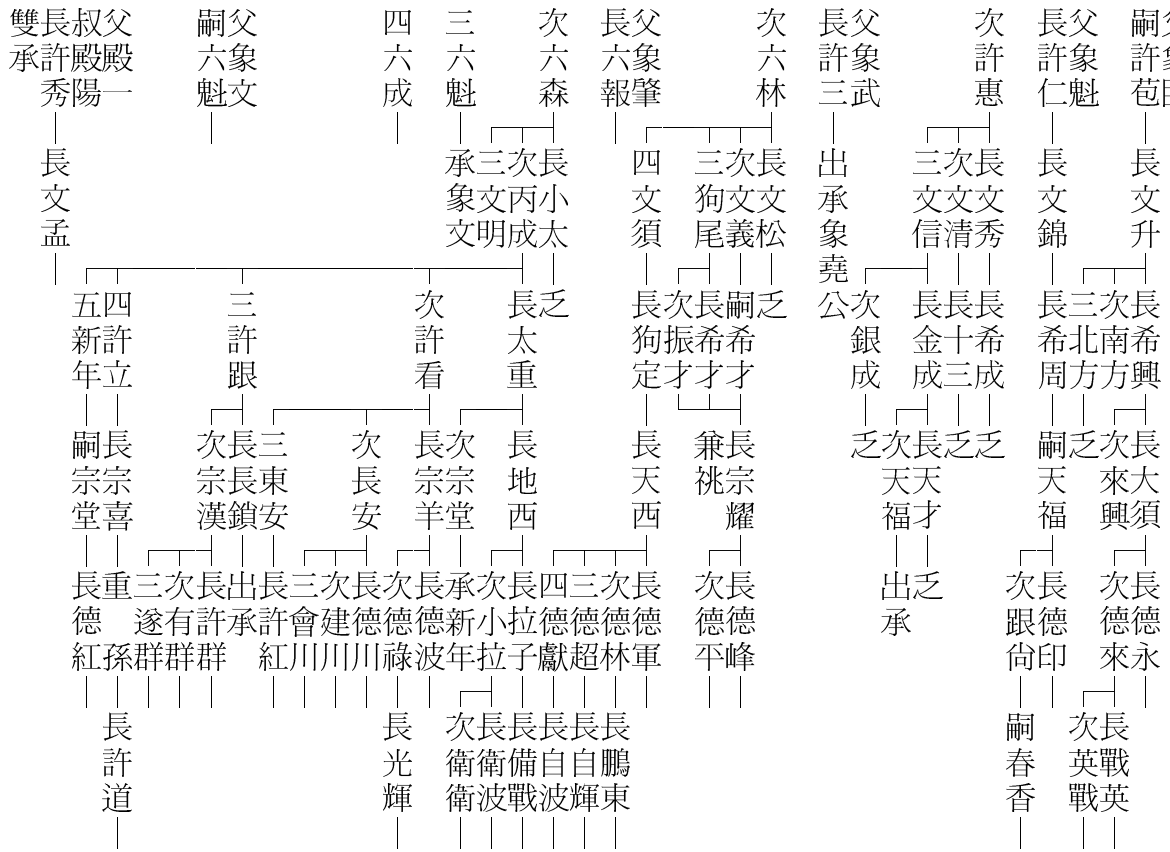 嗣許苞
父象魁
長許仁
次許惠
父象武
長許三
次六林
父象肇
長六報
次六森
三六魁
四六成
父象文
嗣六魁
父殿一
叔殿陽
長許秀
雙承
長文升
長文錦
長文秀
次文清
三文信
出承象堯公
長文松
次文義
三狗尾
四文須
長小太
次丙成
三文明
承象文
長文孟
長希興
次南方
三北方
長希周
長希成
長十三
長金成
次銀成
乏
嗣希才
長希才
次振才
長狗定
乏
長太重
次許看
三許跟
四許立
五新年
長大須
次來興
乏
嗣天福
乏
乏
長天才
次天福
乏
長宗耀
兼祧
長天西
長地西
次宗堂
長宗羊
次長安
三東安
長長鎖
次宗漢
長宗喜
嗣宗堂
長德永
次德來
長德印
次跟尙
乏
出承
長德峰
次德平
長德軍
次德林
三德超
四德獻
長拉子
次小拉
承新年
長德波
次德祿
長德川
次建川
三會川
長許紅
出承
長許群
次有群
三遂群
重孫
長德紅
長戰英
次英戰
嗣春香
長鵬東
長自輝
長自波
長備戰
長衛波
次衛衛
長光輝
長許道